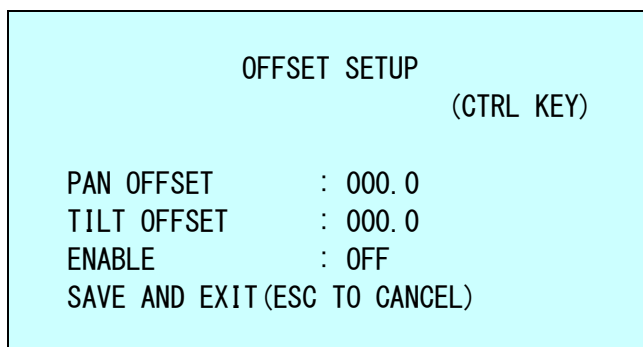 OFFSET SETUP
(CTRL KEY)
PAN OFFSET : 000.0
TILT OFFSET : 000.0
ENABLE : OFF
SAVE AND EXIT(ESC TO CANCEL)